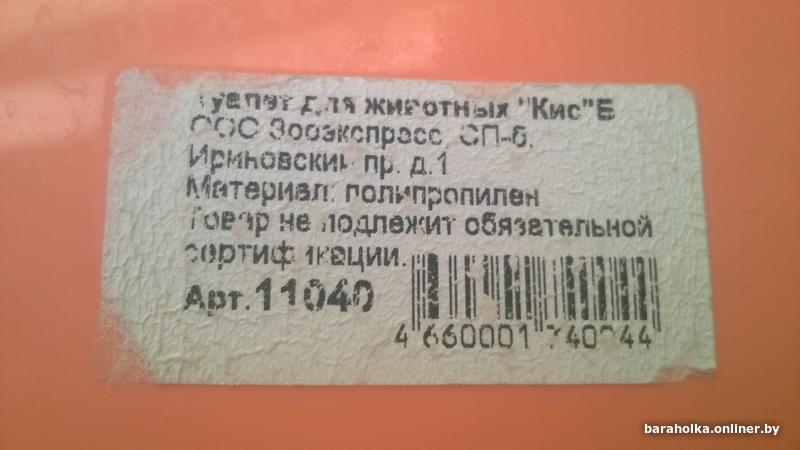 Туалет для животных "Кис"Б
ООО Зооэкспресс, СП-б,
Ириновский пр. д.1
Материал: полипропилен
Товар не подлежит обязательной
сертификации.
Арт.11040
4 660001 740044
baraholka.onliner.by